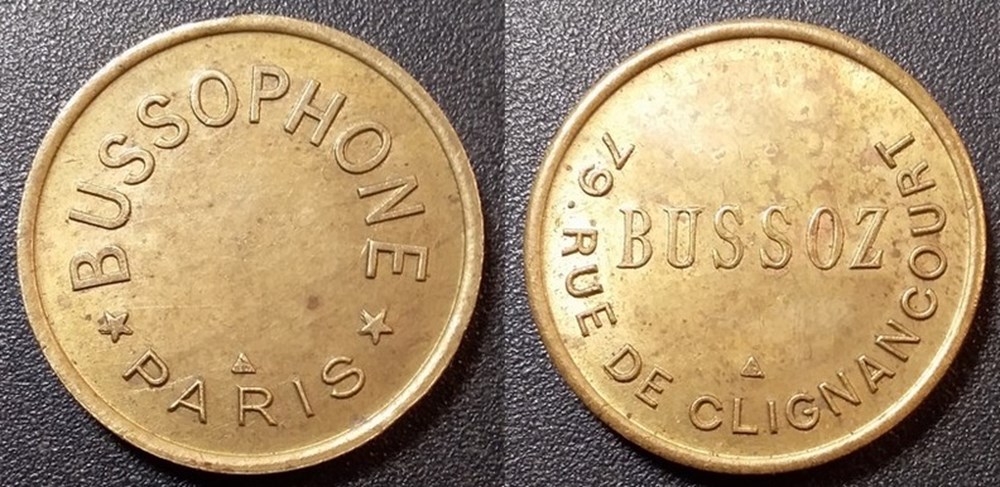 BUSSOPHONE
PARIS
BUSSOZ
79 RUE DE CLIGNANCOURT